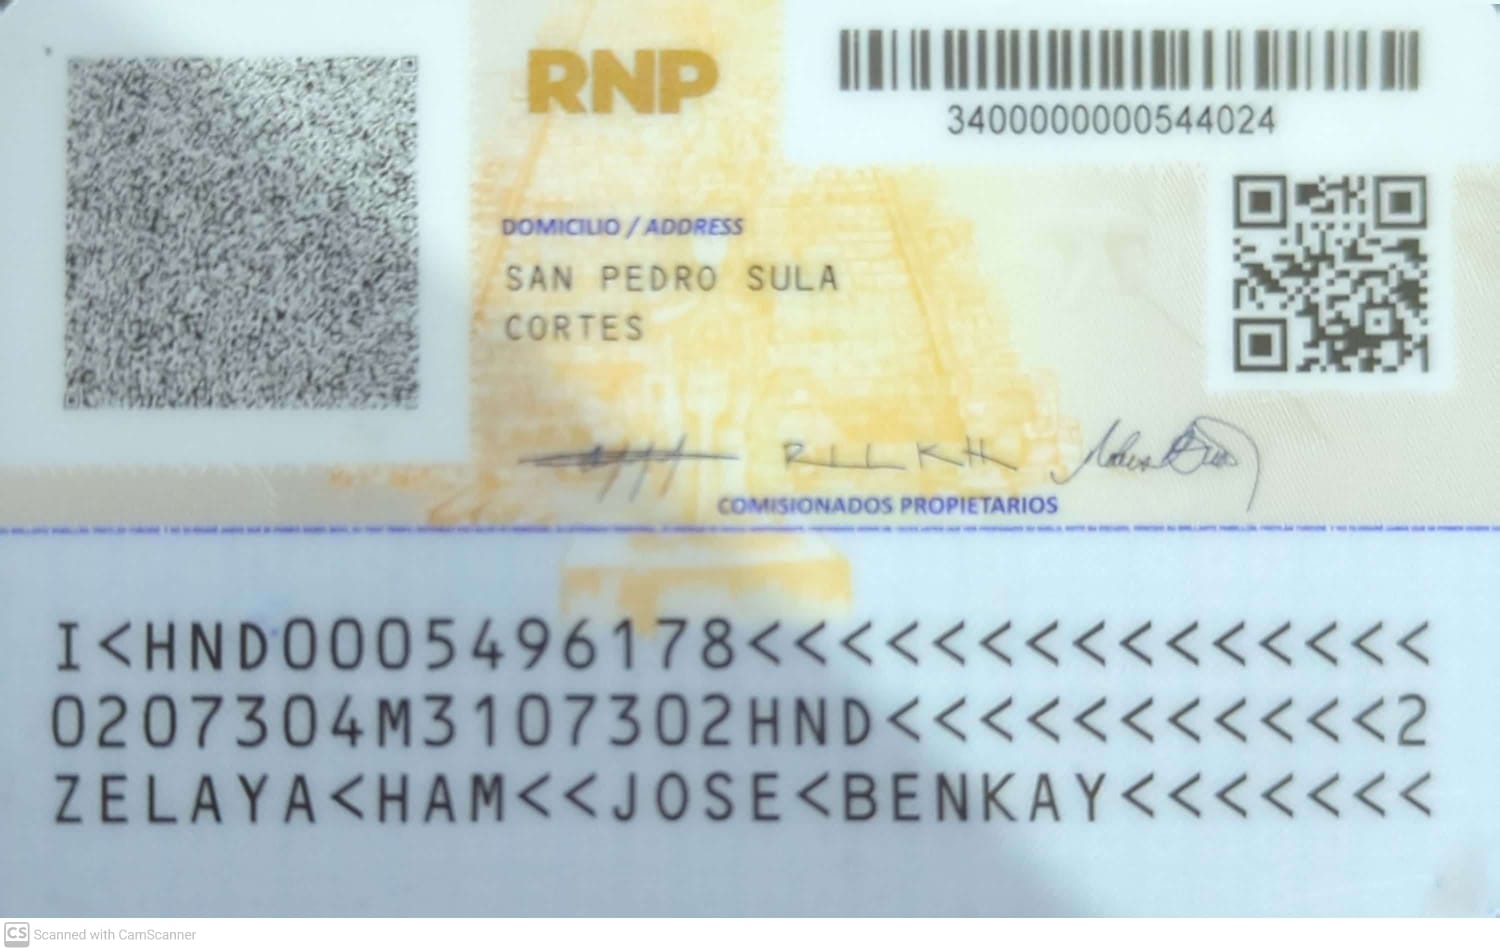 RNP
3400000000544024
DOMICILIO / ADDRESS
SAN PEDRO SULA
CORTES
COMISIONADOS PROPIETARIOS
I<HND0005496178<<<<<<<<<<<<<<<
0207304M3107302HND<<<<<<<<<<<2
ZELAYA<HAM<<JOSE<BENKAY<<<<<<<
CS Scanned with CamScanner